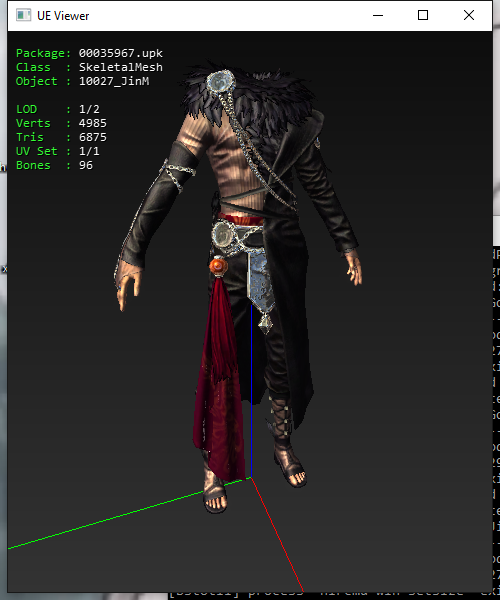 UE Viewer
Package: 00035967.upk
Class : SkeletalMesh
Object : 10027_JinM
LOD : 1/2
Verts : 4985
Tris : 6875
UV Set : 1/1
Bones : 96